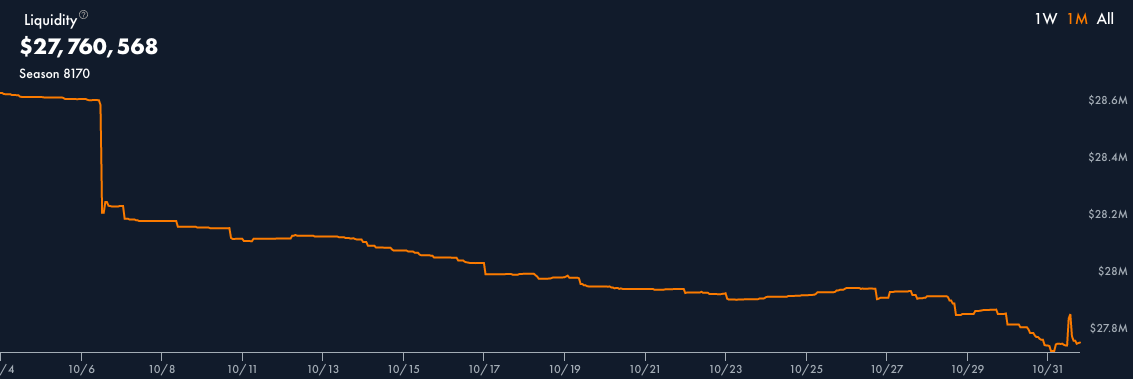 Liquidity ?
1W 1M All
$27,760,568
Season 8170
$28.6M
$28.4M
$28.2M
$28M
$27.8M
/4 10/6 10/8 10/11 10/13 10/15 10/17 10/19 10/21 10/23 10/25 10/27 10/29 10/31